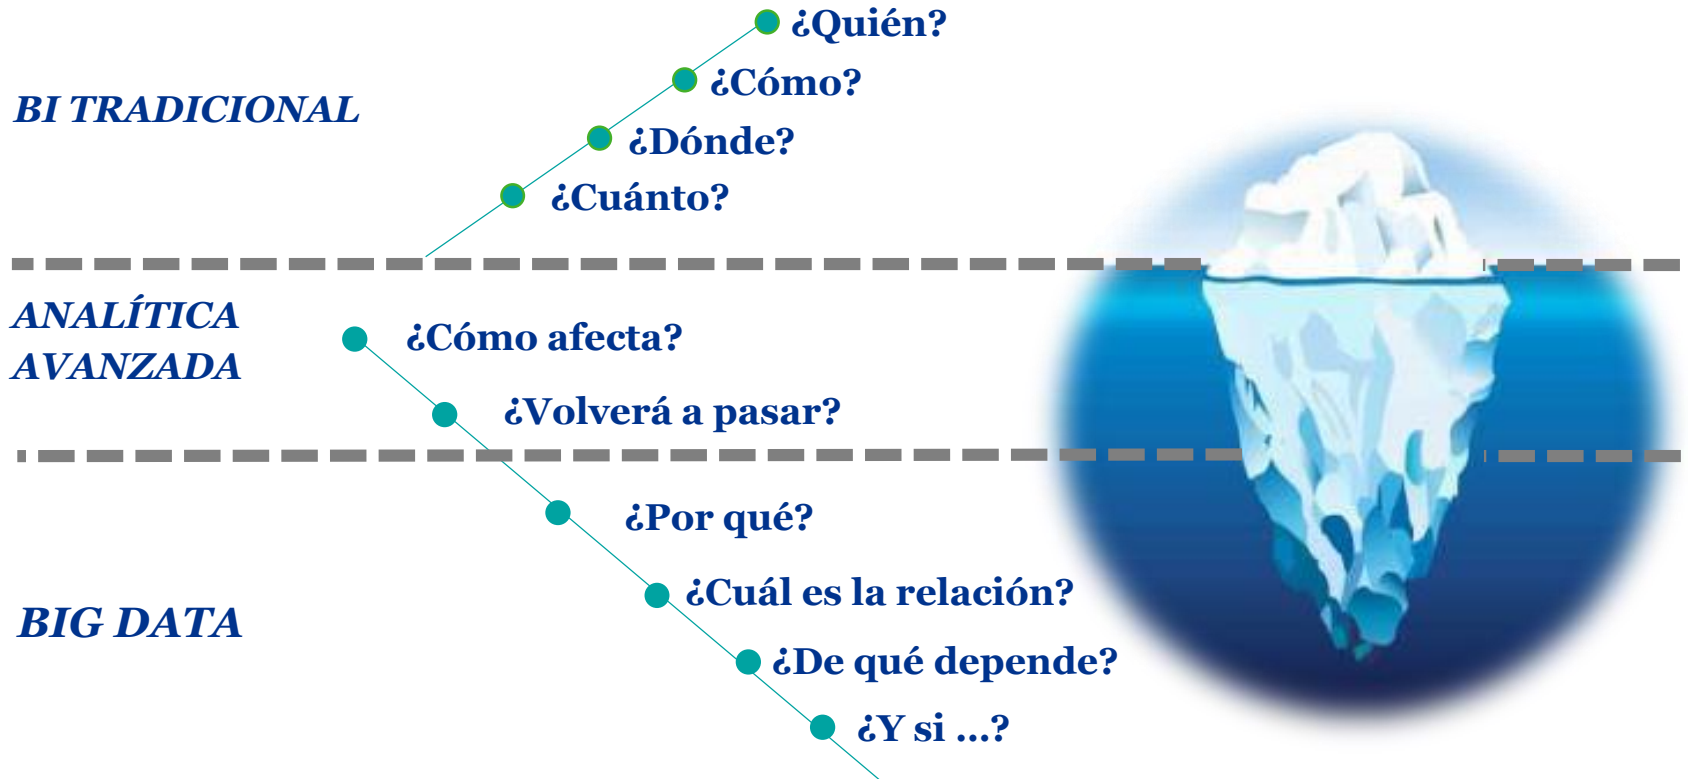 ¿Quién?
¿Cómo?
BI TRADICIONAL
¿Dónde?
¿Cuánto?
ANALÍTICA
AVANZADA
¿Cómo afecta?
¿Volverá a pasar?
¿Por qué?
¿Cuál es la relación?
BIG DATA
¿De qué depende?
¿Y si ...?